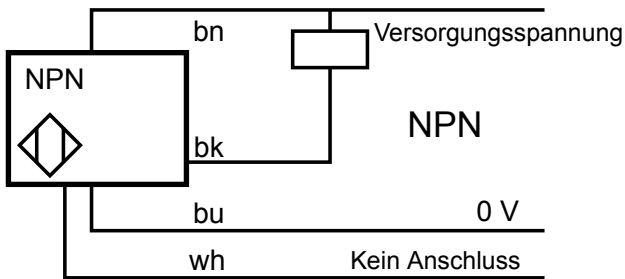 bn
Versorgungsspannung
NPN
NPN
bk
bu
0 V
wh
Kein Anschluss